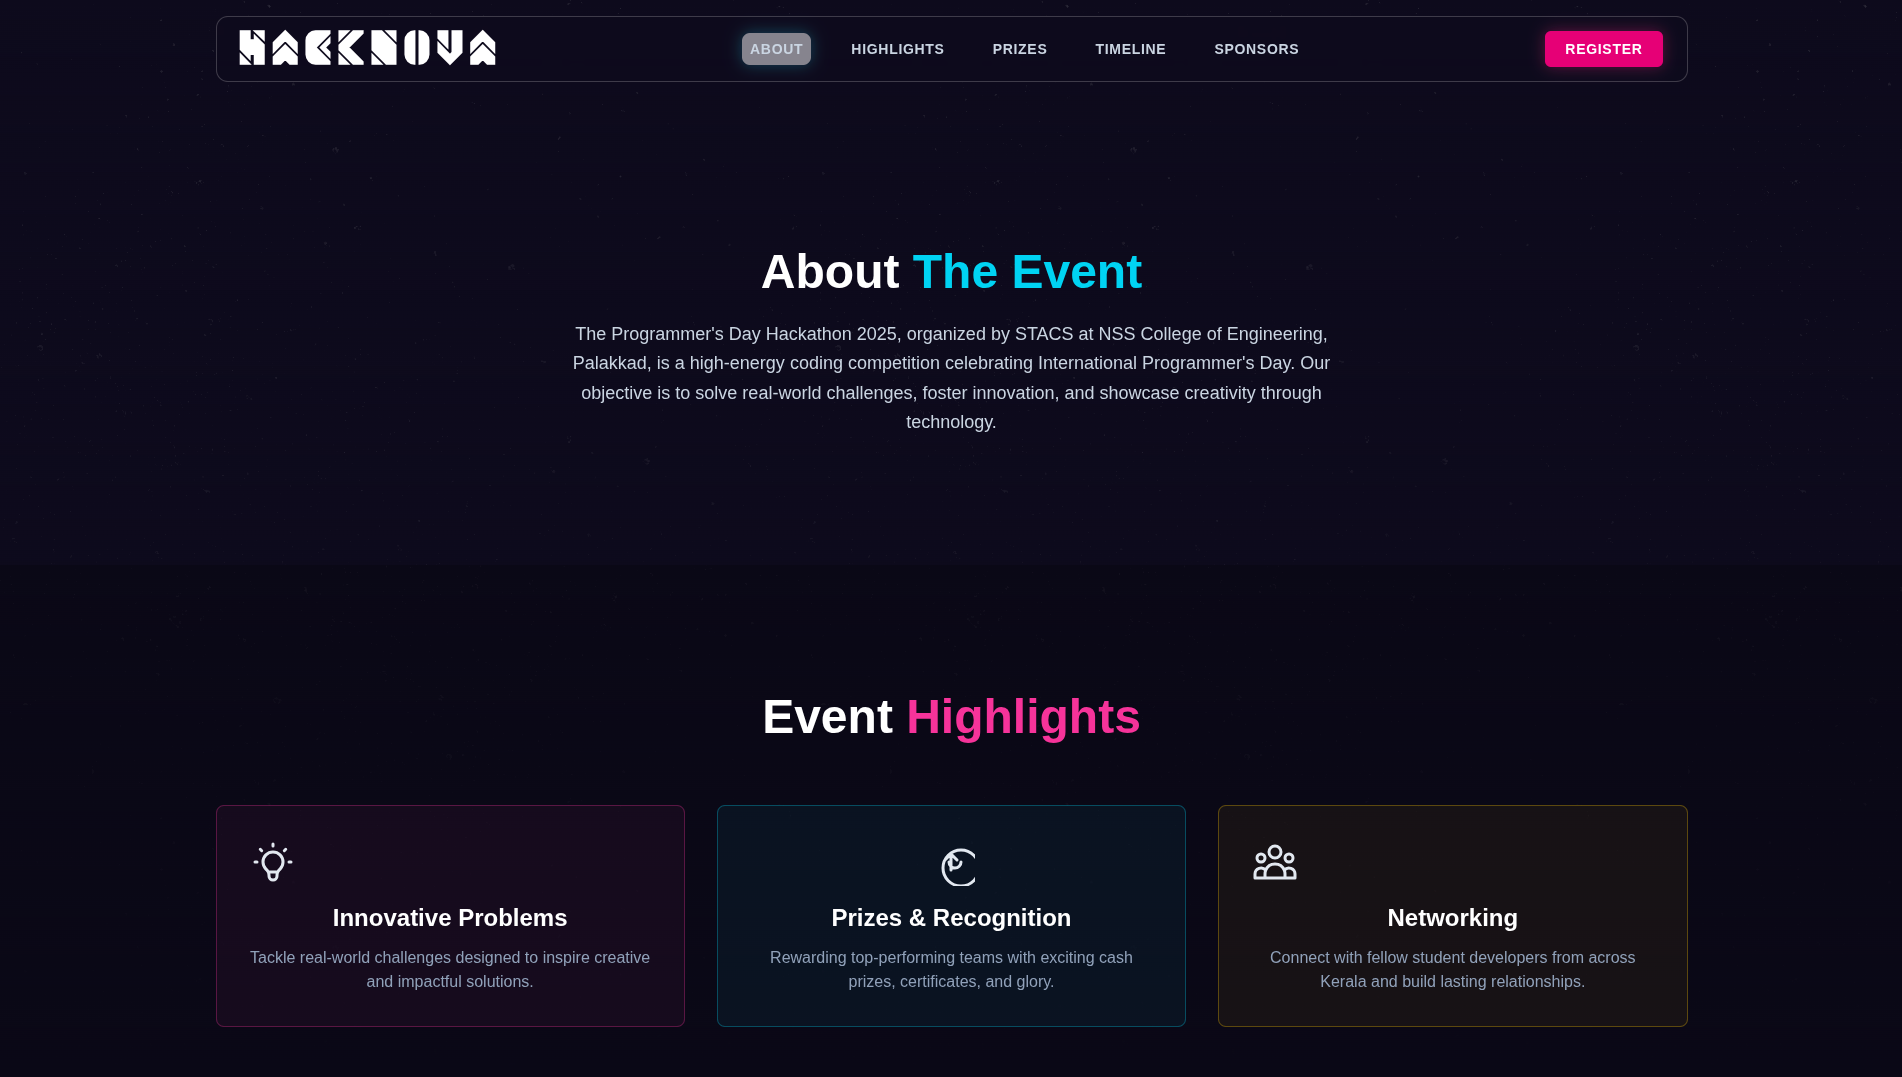 HACKNOVA
ABOUT
HIGHLIGHTS
PRIZES
TIMELINE
SPONSORS
REGISTER
About The Event
The Programmer's Day Hackathon 2025, organized by STACS at NSS College of Engineering,
Palakkad, is a high-energy coding competition celebrating International Programmer's Day. Our
objective is to solve real-world challenges, foster innovation, and showcase creativity through
technology.
Event Highlights
Innovative Problems
Tackle real-world challenges designed to inspire creative
and impactful solutions.
Prizes & Recognition
Rewarding top-performing teams with exciting cash
prizes, certificates, and glory.
Networking
Connect with fellow student developers from across
Kerala and build lasting relationships.